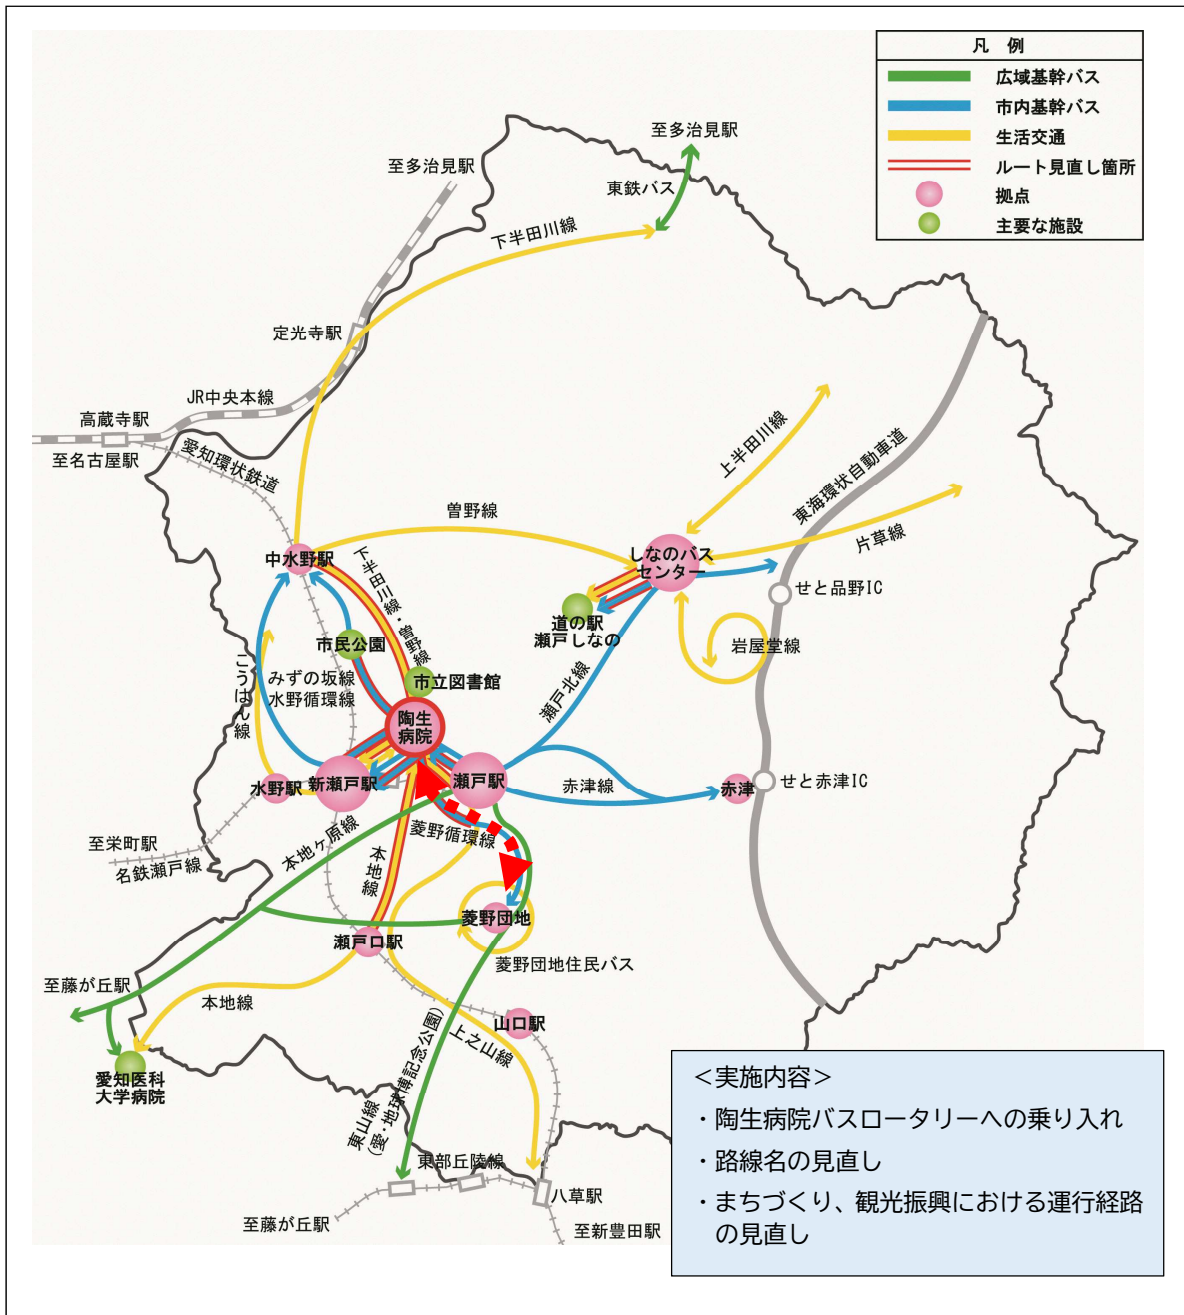 凡 例
広域基幹バス
市内基幹バス
生活交通
ルート見直し箇所
拠点
主要な施設
至多治見駅
至多治見駅
東鉄バス
下半田川線
定光寺駅
JR中央本線
高蔵寺駅
至名古屋駅
愛知環状鉄道
上半田川線
東海環状自動車道
片草線
曽野線
中水野駅
下半田川線・曽野線
しなのバス
センター
せと品野IC
道の駅
瀬戸しなの
岩屋堂線
市民公園
こうはん線
みずの坂線
水野循環線
市立図書館
瀬戸北線
陶生
病院
水野駅
新瀬戸駅
瀬戸駅
赤津線
赤津
せと赤津IC
至栄町駅
名鉄瀬戸線
本地ヶ原線
本地線
菱野循環線
瀬戸口駅
菱野団地
菱野団地住民バス
至藤が丘駅
本地線
山口駅
上之山線
愛知医科
大学病院
東山線
(愛・地球博記念公園)
東部丘陵線
八草駅
至藤が丘駅
至新豊田駅
＜実施内容＞
・陶生病院バスロータリーへの乗り入れ
・路線名の見直し
・まちづくり、観光振興における運行経路
の見直し